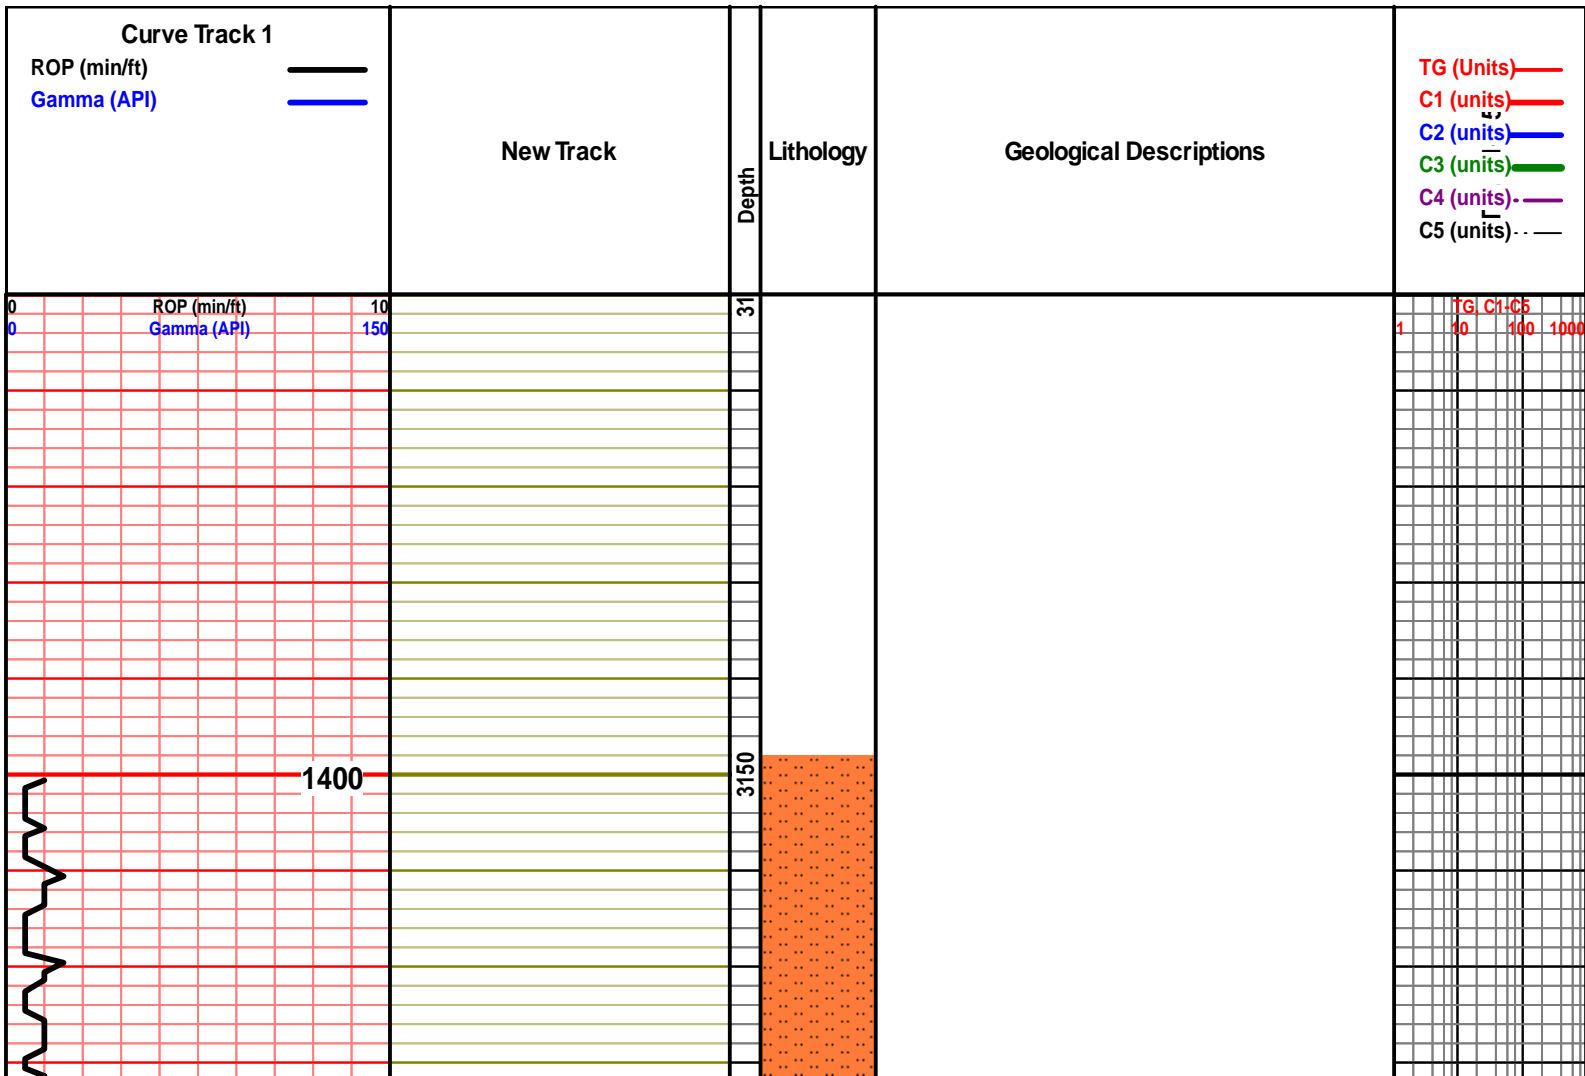 Curve Track 1
ROP (min/ft)
Gamma (API)
New Track
Depth
Lithology
Geological Descriptions
TG (Units)
C1 (units)
C2 (units)
C3 (units)
C4 (units)
C5 (units)
0 ROP (min/ft) 10
0 Gamma (API) 150
31
TG, C1-C5
1 10 100 1000
1400
3150